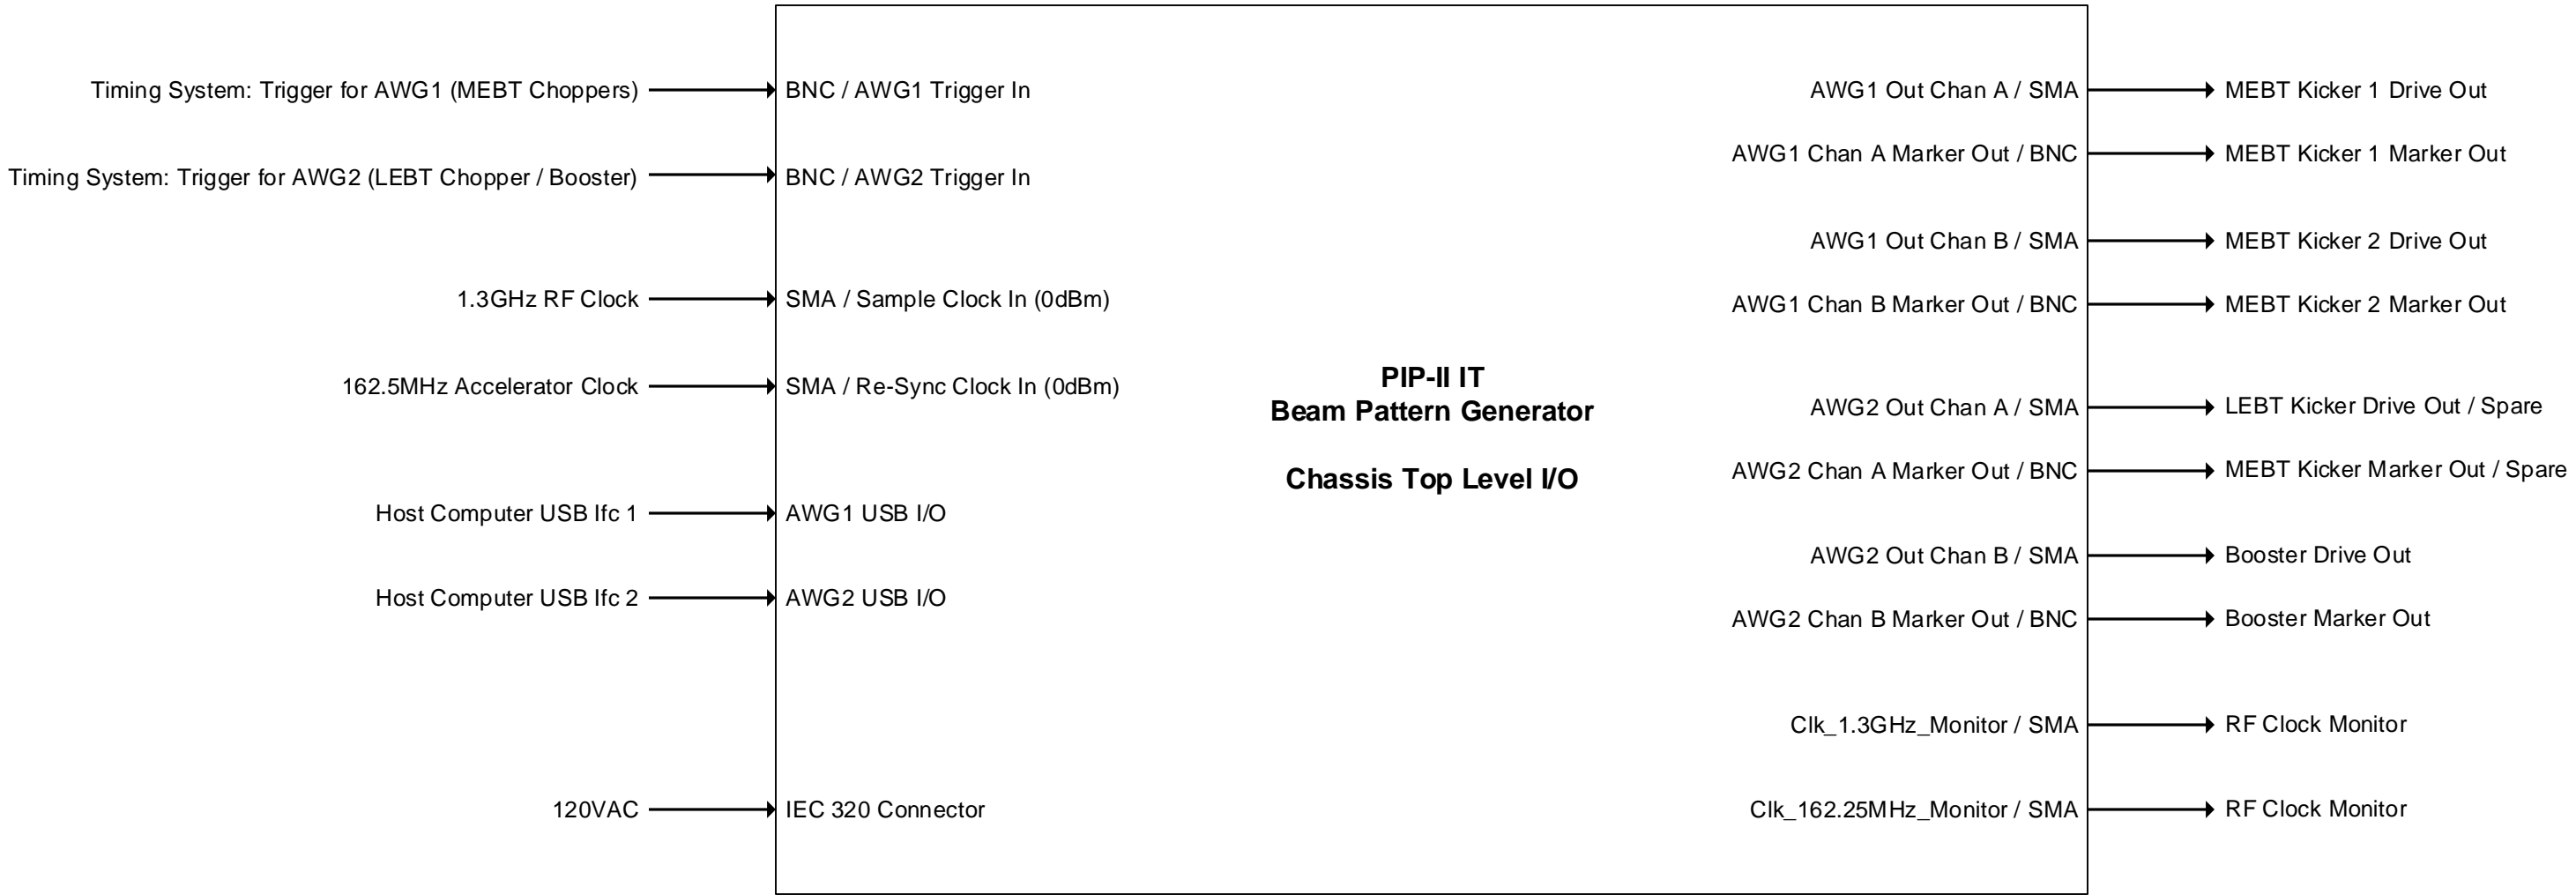 Timing System: Trigger for AWG1 (MEBT Choppers)
BNC / AWG1 Trigger In
Timing System: Trigger for AWG2 (LEBT Chopper / Booster)
BNC / AWG2 Trigger In
1.3GHz RF Clock
SMA / Sample Clock In (0dBm)
162.5MHz Accelerator Clock
SMA / Re-Sync Clock In (0dBm)
Host Computer USB Ifc 1
AWG1 USB I/O
Host Computer USB Ifc 2
AWG2 USB I/O
120VAC
IEC 320 Connector
PIP-II IT
Beam Pattern Generator
Chassis Top Level I/O
AWG1 Out Chan A / SMA
MEBT Kicker 1 Drive Out
AWG1 Chan A Marker Out / BNC
MEBT Kicker 1 Marker Out
AWG1 Out Chan B / SMA
MEBT Kicker 2 Drive Out
AWG1 Chan B Marker Out / BNC
MEBT Kicker 2 Marker Out
AWG2 Out Chan A / SMA
LEBT Kicker Drive Out / Spare
AWG2 Chan A Marker Out / BNC
MEBT Kicker Marker Out / Spare
AWG2 Out Chan B / SMA
Booster Drive Out
AWG2 Chan B Marker Out / BNC
Booster Marker Out
Clk_1.3GHz_Monitor / SMA
RF Clock Monitor
Clk_162.25MHz_Monitor / SMA
RF Clock Monitor